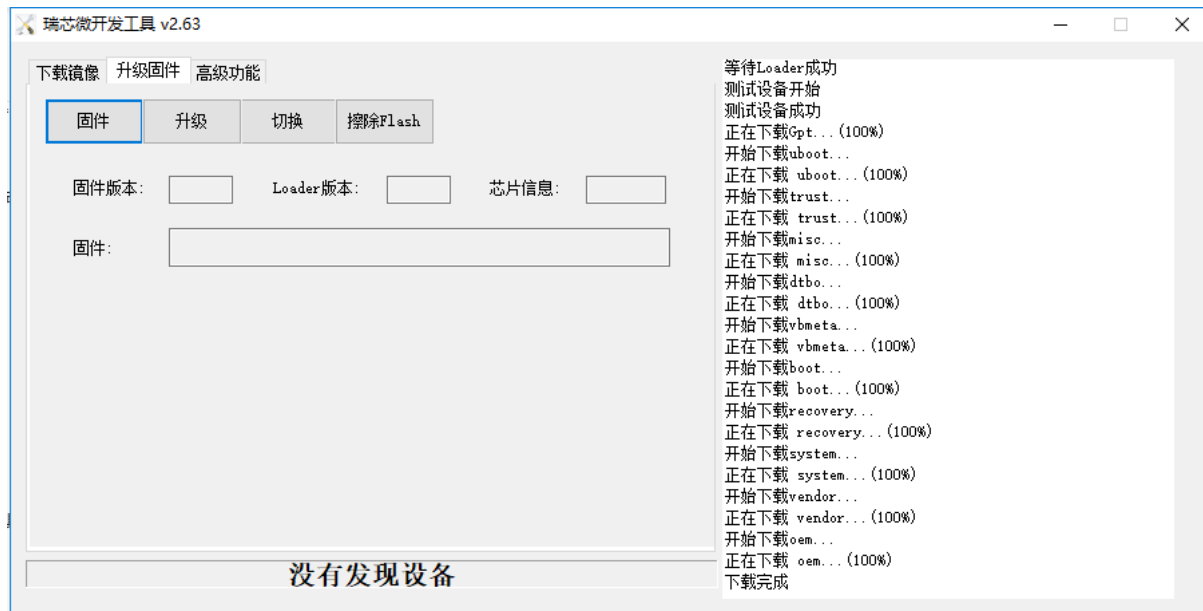 瑞芯微开发工具 v2.63
下载镜像 升级固件 高级功能
固件 升级 切换 擦除Flash
固件版本: Loader版本: 芯片信息:
固件:
没有发现设备
等待Loader成功
测试设备开始
测试设备成功
正在下载Gpt...(100%)
开始下载uboot...
正在下载 uboot...(100%)
开始下载trust...
正在下载 trust...(100%)
开始下载misc...
正在下载 misc...(100%)
开始下载dtbo...
正在下载 dtbo...(100%)
开始下载vbmeta...
正在下载 vbmeta...(100%)
开始下载boot...
正在下载 boot...(100%)
开始下载recovery...
正在下载 recovery...(100%)
开始下载system...
正在下载 system...(100%)
开始下载vendor...
正在下载 vendor...(100%)
开始下载oem...
正在下载 oem...(100%)
下载完成